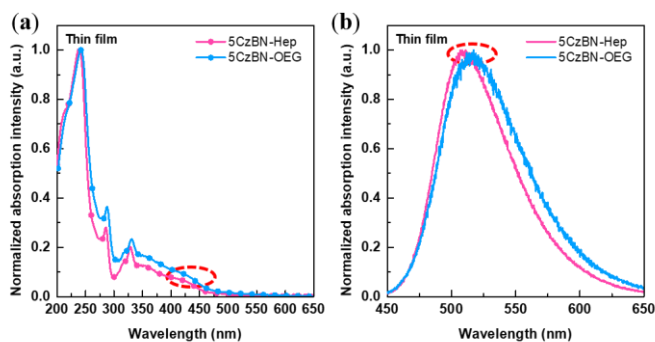 (a)
Thin film
5CzBN-Hep
5CzBN-OEG
Normalized absorption intensity (a.u.)
1.0
0.8
0.6
0.4
0.2
0.0
200 250 300 350 400 450 500 550 600 650
Wavelength (nm)
(b)
Thin film
5CzBN-Hep
5CzBN-OEG
Normalized absorption intensity (a.u.)
1.0
0.8
0.6
0.4
0.2
0.0
450 500 550 600 650
Wavelength (nm)